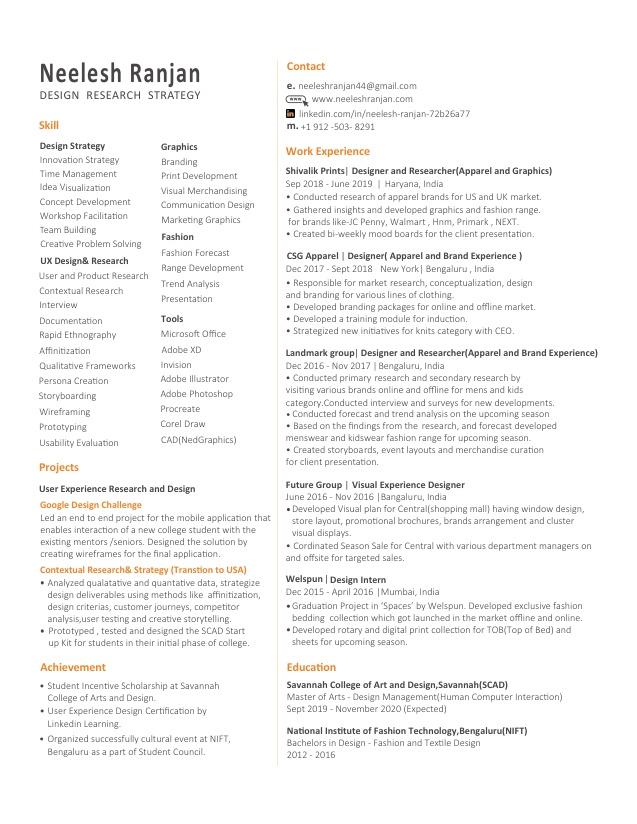 Neelesh Ranjan
DESIGN RESEARCH STRATEGY
Skill
Design Strategy
Innovation Strategy
Time Management
Idea Visualization
Concept Development
Workshop Facilitation
Team Building
Creative Problem Solving
UX Design& Research
User and Product Research
Contextual Research
Interview
Documentation
Rapid Ethnography
Affinitization
Qualitative Frameworks
Persona Creation
Storyboarding
Wireframing
Prototyping
Usability Evaluation
Graphics
Branding
Print Development
Visual Merchandising
Communication Design
Marketing Graphics
Fashion
Fashion Forecast
Range Development
Trend Analysis
Presentation
Tools
Microsoft Office
Adobe XD
Invision
Adobe Illustrator
Adobe Photoshop
Procreate
Corel Draw
CAD(NedGraphics)
Projects
User Experience Research and Design
Google Design Challenge
Led an end to end project for the mobile application that
enables interaction of a new college student with the
existing mentors /seniors. Designed the solution by
creating wireframes for the final application.
Contextual Research& Strategy (Transtion to USA)
• Analyzed qualatative and quantative data, strategize
design deliverables using methods like affinitization,
design criterias, customer journeys, competitor
analysis,user testing and creative storytelling.
• Prototyped , tested and designed the SCAD Start
up Kit for students in their initial phase of college.
Achievement
• Student Incentive Scholarship at Savannah
College of Arts and Design.
• User Experience Design Certification by
Linkedin Learning.
• Organized successfully cultural event at NIFT,
Bengaluru as a part of Student Council.
Contact
e. neeleshranjan44@gmail.com
www www.neeleshranjan.com
in linkedin.com/in/neelesh-ranjan-72b26a77
m. +1 912 -503- 8291
Work Experience
Shivalik Prints| Designer and Researcher(Apparel and Graphics)
Sep 2018 - June 2019 | Haryana, India
• Conducted research of apparel brands for US and UK market.
• Gathered insights and developed graphics and fashion range.
for brands like-JC Penny, Walmart , Hnm, Primark , NEXT.
• Created bi-weekly mood boards for the client presentation.
CSG Apparel | Designer( Apparel and Brand Experience )
Dec 2017 - Sept 2018 New York| Bengaluru , India
• Responsible for market research, conceptualization, design
and branding for various lines of clothing.
• Developed branding packages for online and offline market.
• Developed a training module for induction.
• Strategized new initiatives for knits category with CEO.
Landmark group| Designer and Researcher(Apparel and Brand Experience)
Dec 2016 - Nov 2017 | Bengaluru, India
• Conducted primary research and secondary research by
visiting various brands online and offline for mens and kids
category.Conducted interview and surveys for new developments.
• Conducted forecast and trend analysis on the upcoming season
• Based on the findings from the research, and forecast developed
menswear and kidswear fashion range for upcoming season.
• Created storyboards, event layouts and merchandise curation
for client presentation.
Future Group | Visual Experience Designer
June 2016 - Nov 2016 |Bangaluru, India
• Developed Visual plan for Central(shopping mall) having window design,
store layout, promotional brochures, brands arrangement and cluster
visual displays.
• Cordinated Season Sale for Central with various department managers on
and offsite for targeted sales.
Welspun | Design Intern
Dec 2015 - April 2016 |Mumbai, India
• Graduation Project in 'Spaces' by Welspun. Developed exclusive fashion
bedding collection which got launched in the market offline and online.
• Developed rotary and digital print collection for TOB(Top of Bed) and
sheets for upcoming season.
Education
Savannah College of Art and Design,Savannah(SCAD)
Master of Arts - Design Management(Human Computer Interaction)
Sept 2019 - November 2020 (Expected)
National Institute of Fashion Technology,Bengaluru(NIFT)
Bachelors in Design - Fashion and Textile Design
2012 - 2016